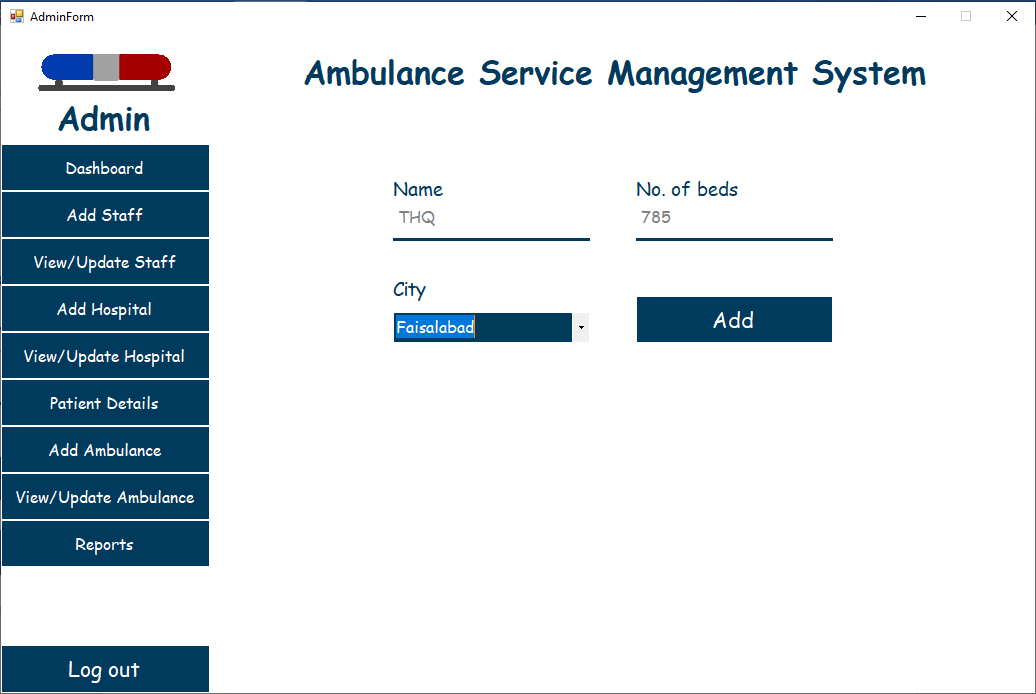 AdminForm
Ambulance Service Management System
Admin
Dashboard
Add Staff
View/Update Staff
Add Hospital
View/Update Hospital
Patient Details
Add Ambulance
View/Update Ambulance
Reports
Log out
Name
THQ
No. of beds
785
City
Faisalabad
Add